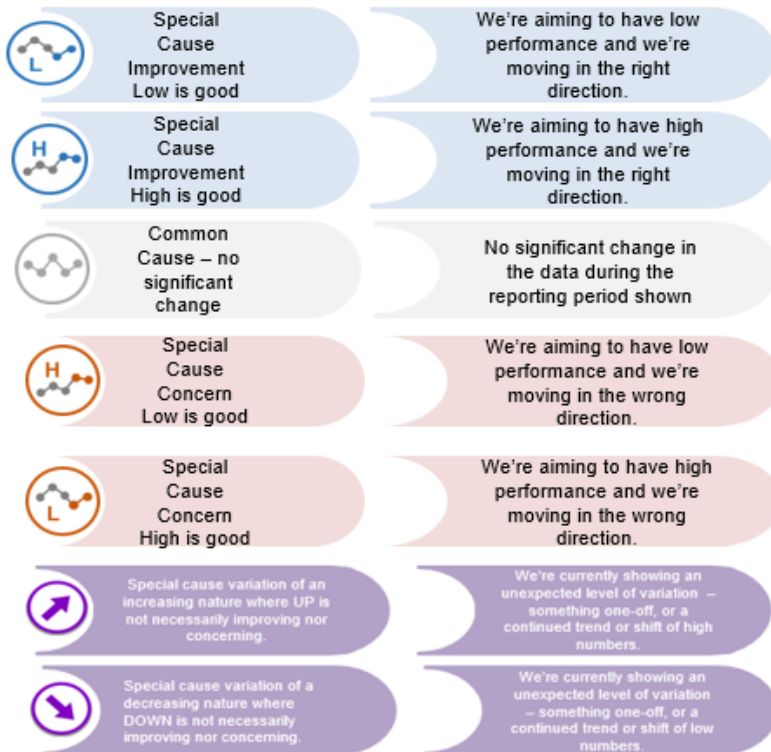 L
Special
Cause
Improvement
Low is good
We're aiming to have low
performance and we're
moving in the right
direction.
H
Special
Cause
Improvement
High is good
We're aiming to have high
performance and we're
moving in the right
direction.
Common
Cause – no
significant
change
No significant change in
the data during the
reporting period shown
H
Special
Cause
Concern
Low is good
We're aiming to have low
performance and we're
moving in the wrong
direction.
L
Special
Cause
Concern
High is good
We're aiming to have high
performance and we're
moving in the wrong
direction.
Special cause variation of an
increasing nature where UP is
not necessarily improving nor
concerning.
We're currently showing an
unexpected level of variation –
something one-off, or a
continued trend or shift of high
numbers.
Special cause variation of a
decreasing nature where
DOWN is not necessarily
improving nor concerning.
We're currently showing an
unexpected level of variation
– something one-off, or a
continued trend or shift of low
numbers.